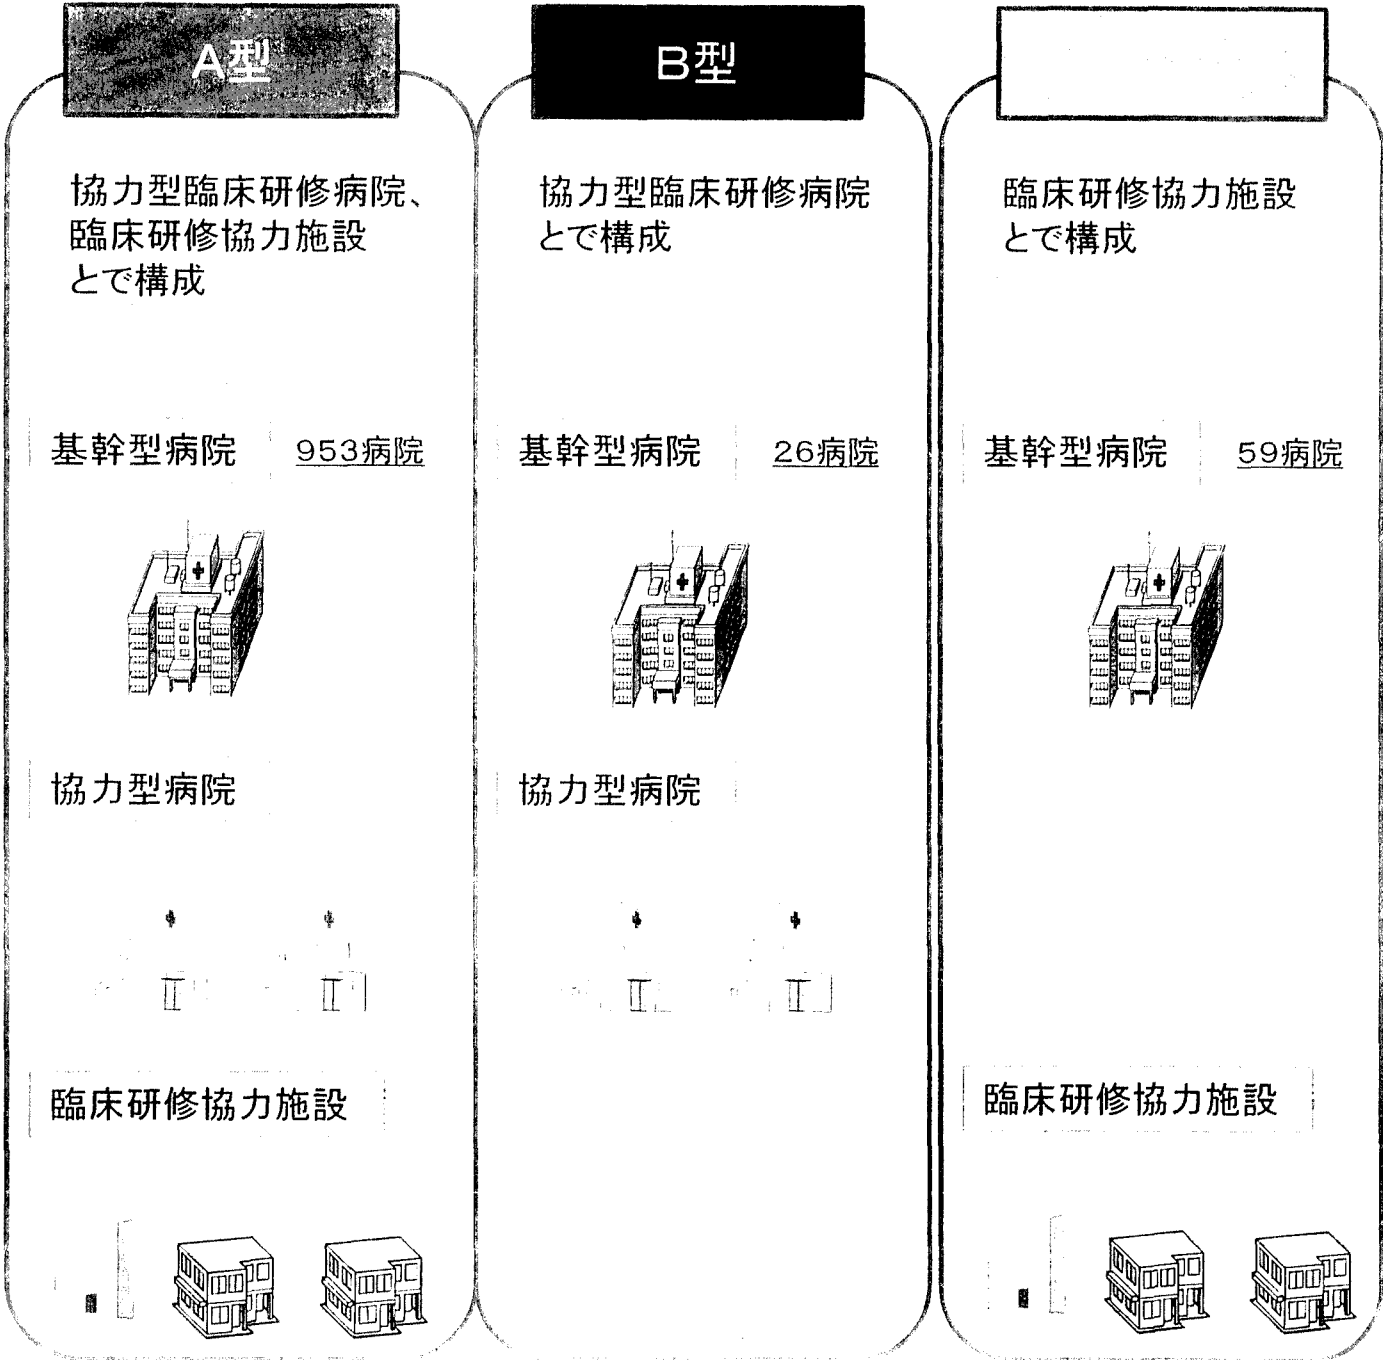 A型
協力型臨床研修病院、
臨床研修協力施設
とで構成
基幹型病院
953病院
協力型病院
臨床研修協力施設
B型
協力型臨床研修病院
とで構成
基幹型病院
26病院
協力型病院
臨床研修協力施設
とで構成
基幹型病院
59病院
臨床研修協力施設